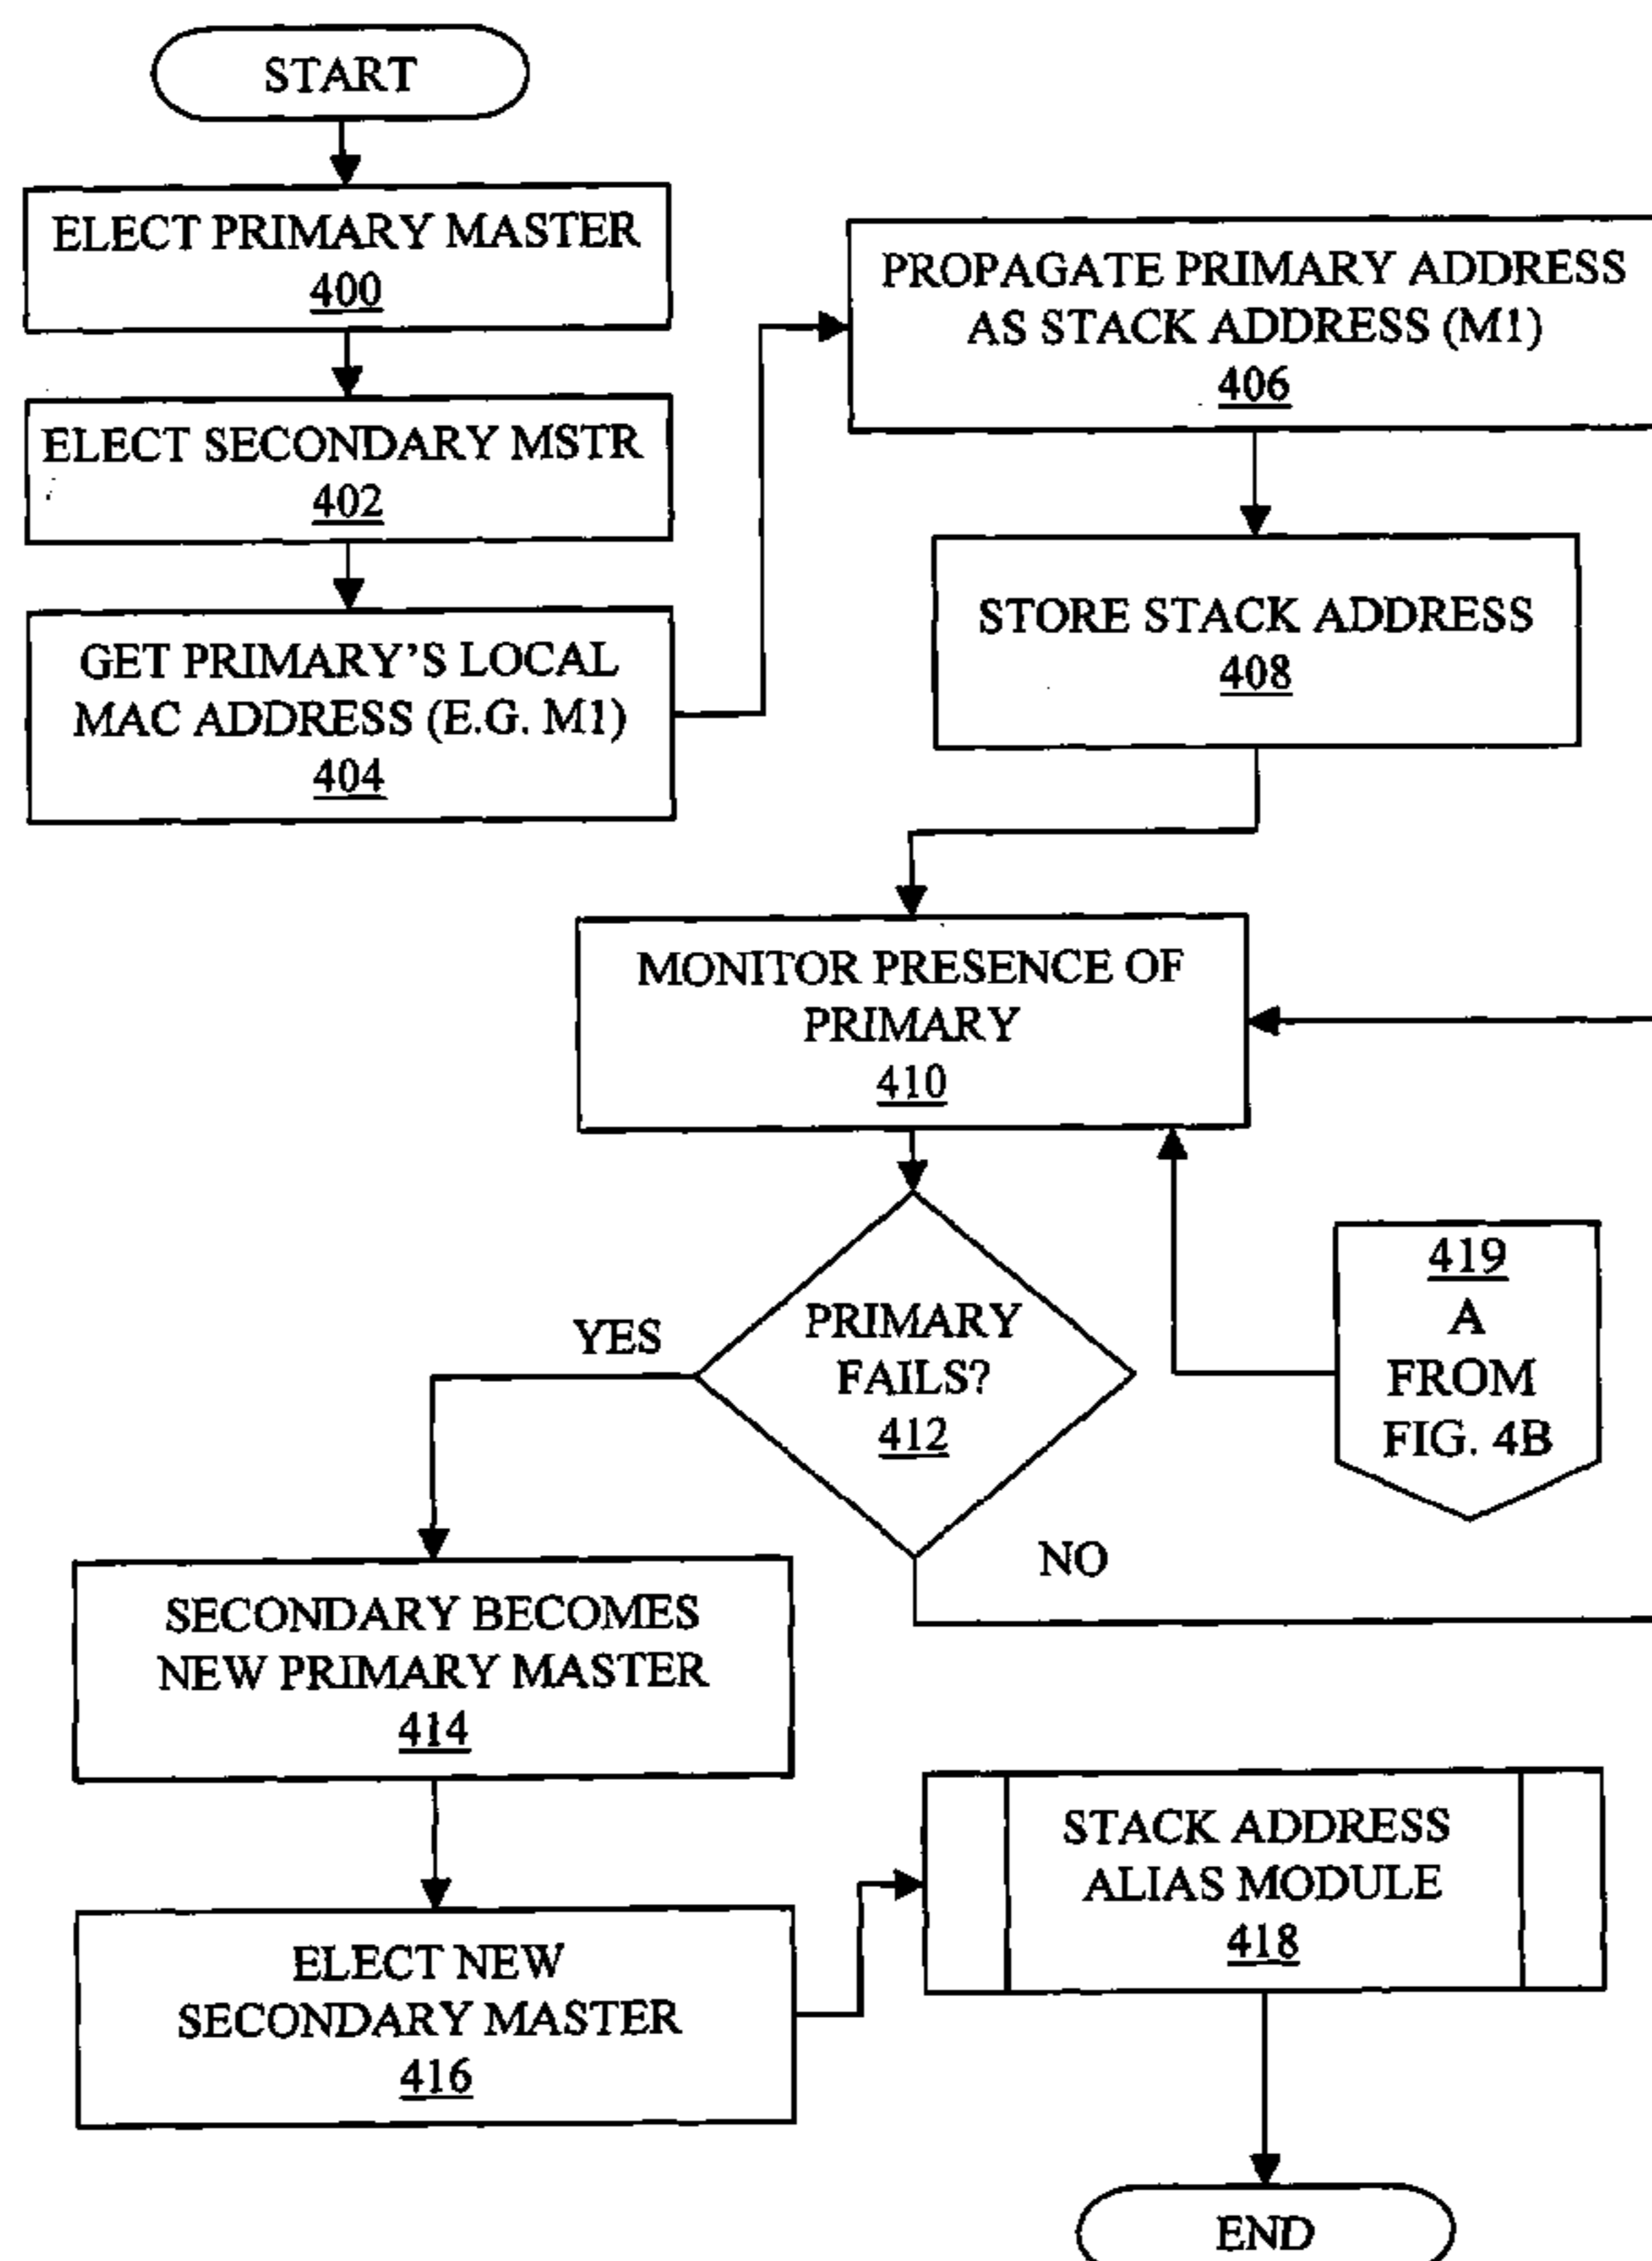 START
ELECT PRIMARY MASTER
400
ELECT SECONDARY MSTR
402
GET PRIMARY'S LOCAL
MAC ADDRESS (E.G. M1)
404
PROPAGATE PRIMARY ADDRESS
AS STACK ADDRESS (M1)
406
STORE STACK ADDRESS
408
MONITOR PRESENCE OF
PRIMARY
410
PRIMARY
FAILS?
412
YES
NO
419
A
FROM
FIG. 4B
SECONDARY BECOMES
NEW PRIMARY MASTER
414
ELECT NEW
SECONDARY MASTER
416
STACK ADDRESS
ALIAS MODULE
418
END